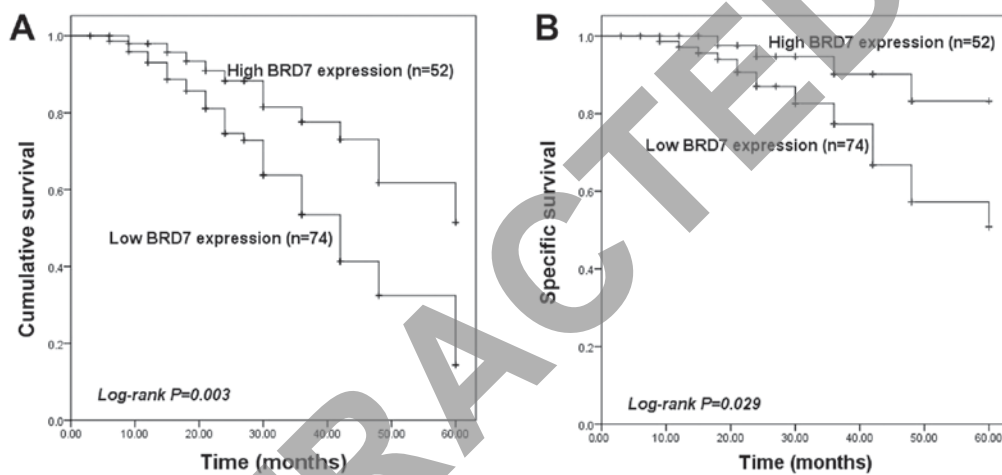 A
B
High BRD7 expression (n=52)
Low BRD7 expression (n=74)
Cumulative survival
1.0
0.8
0.6
0.4
0.2
0.0
Log-rank P=0.003
0.00 10.00 20.00 30.00 40.00 50.00 60.00
Time (months)
High BRD7 expression (n=52)
Low BRD7 expression (n=74)
Specific survival
1.0
0.8
0.6
0.4
0.2
0.0
Log-rank P=0.029
0.00 10.00 20.00 30.00 40.00 50.00 60.00
Time (months)
RACTED